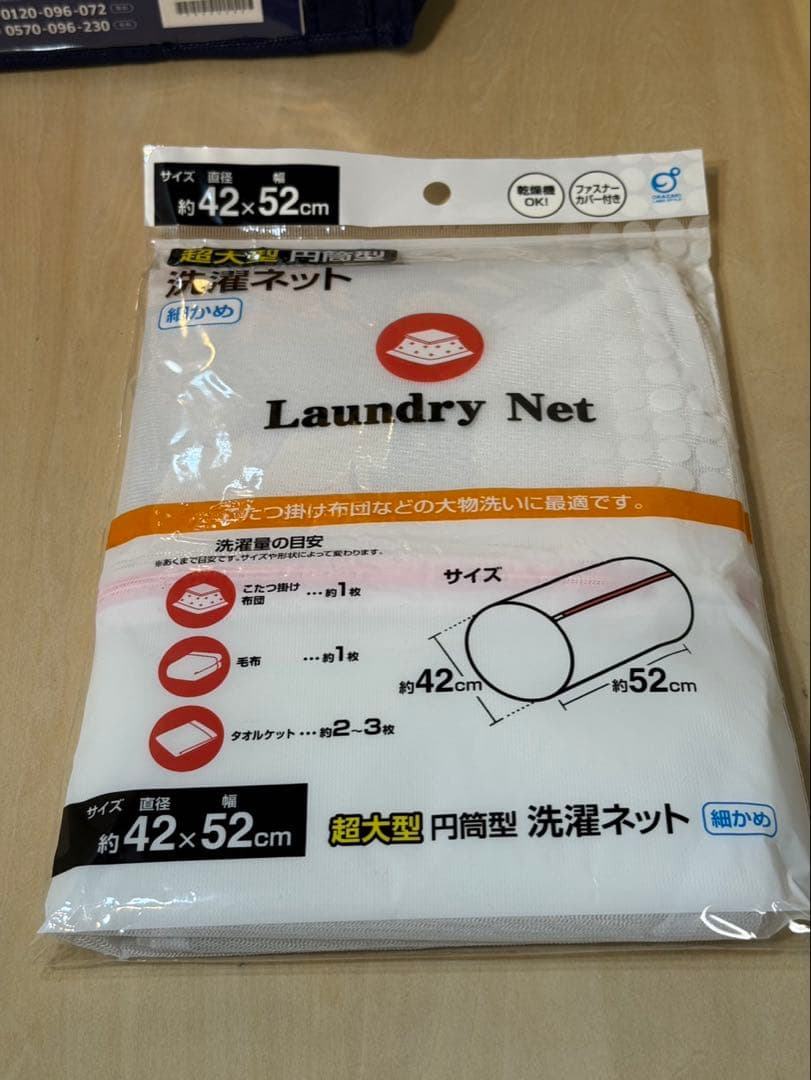 0120-096-072
0570-096-230
サイズ 直径 幅
約42×52cm
乾燥機
OK!
ファスナー
カバー付き
OKAZAKI
超大型 円筒型
洗濯ネット
細かめ
Laundry Net
こたつ掛け布団などの大物洗いに最適です。
洗濯量の目安
※あくまで目安です。サイズや形状によって変わります。
こたつ掛け
布団 …約1枚
毛布 …約1枚
タオルケット …約2~3枚
サイズ
約42cm
約52cm
サイズ 直径 幅
約42×52cm
超大型 円筒型 洗濯ネット 細かめ